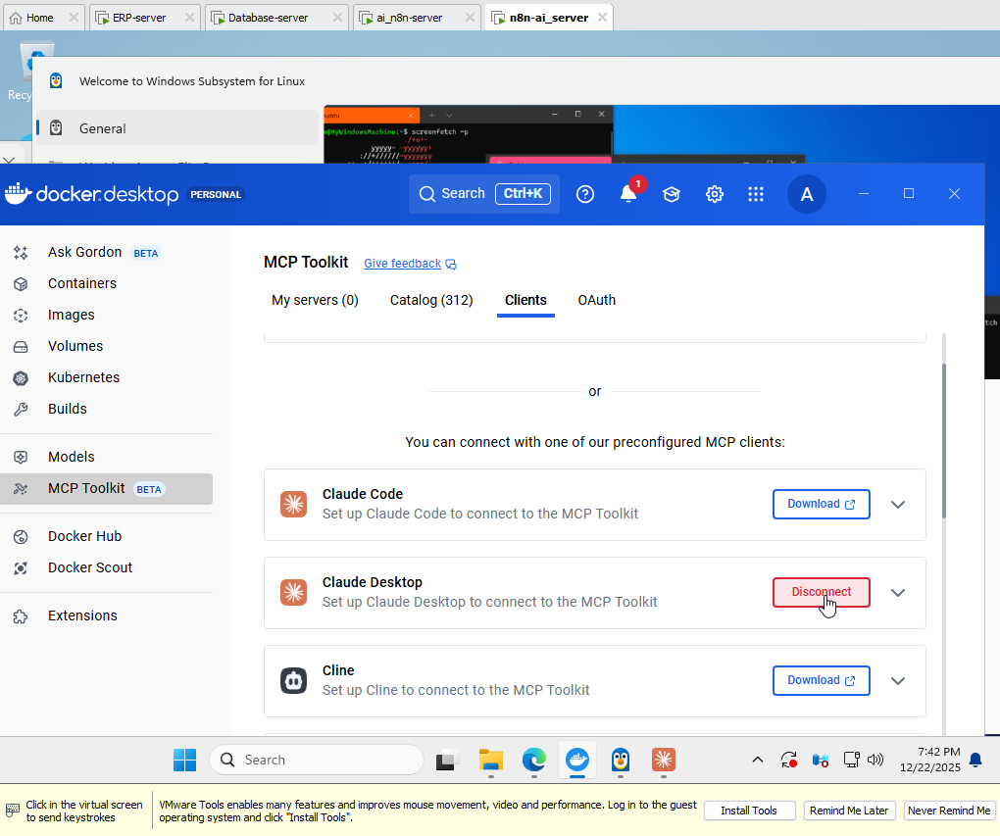 Home
ERP-server
Database-server
ai_n8n-server
n8n-ai_server
Recy
Welcome to Windows Subsystem for Linux
General
@MyWindowsMachine:~$ screenfetch -p
docker.desktop PERSONAL
Search Ctrl+K
1
A
Ask Gordon BETA
Containers
Images
Volumes
Kubernetes
Builds
Models
MCP Toolkit BETA
Docker Hub
Docker Scout
Extensions
MCP Toolkit Give feedback
My servers (0) Catalog (312) Clients OAuth
or
You can connect with one of our preconfigured MCP clients:
Claude Code
Set up Claude Code to connect to the MCP Toolkit
Download
Claude Desktop
Set up Claude Desktop to connect to the MCP Toolkit
Disconnect
Cline
Set up Cline to connect to the MCP Toolkit
Download
Search
7:42 PM
12/22/2025
Click in the virtual screen
to send keystrokes
VMware Tools enables many features and improves mouse movement, video and performance. Log in to the guest
operating system and click "Install Tools".
Install Tools
Remind Me Later
Never Remind Me